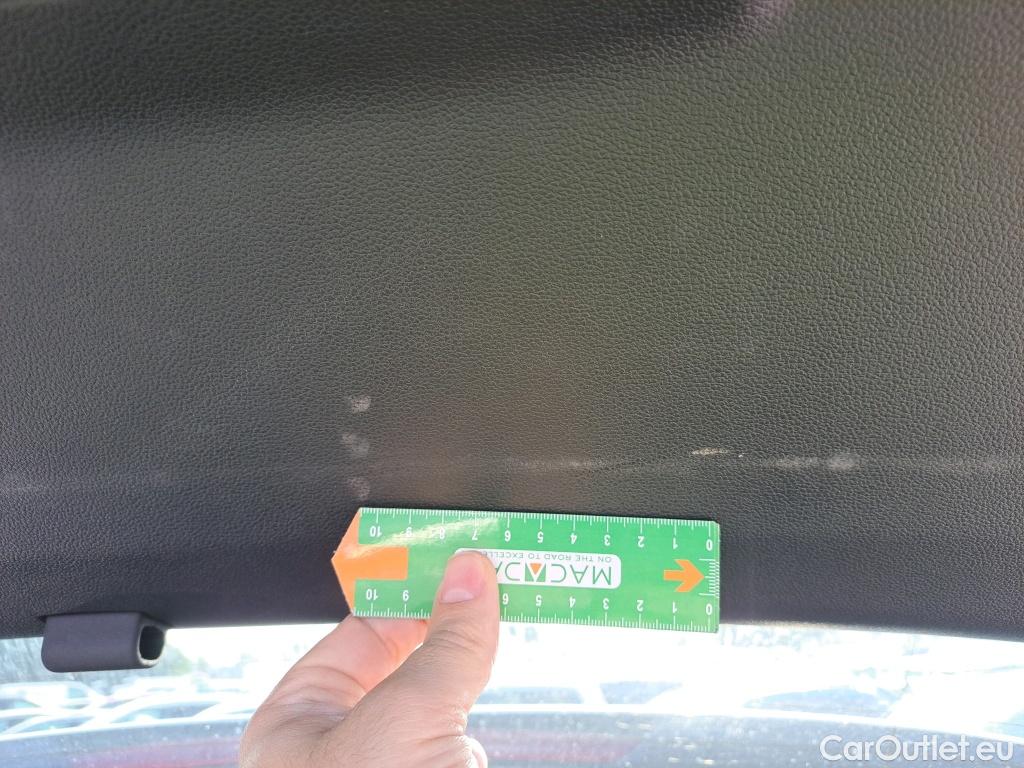 10 9 8 7 6 5 4 3 2 1 0
ON THE ROAD TO EXCELLE
MACADA
10 9 6 5 4 3 2 1 0
CarOutlet.eu